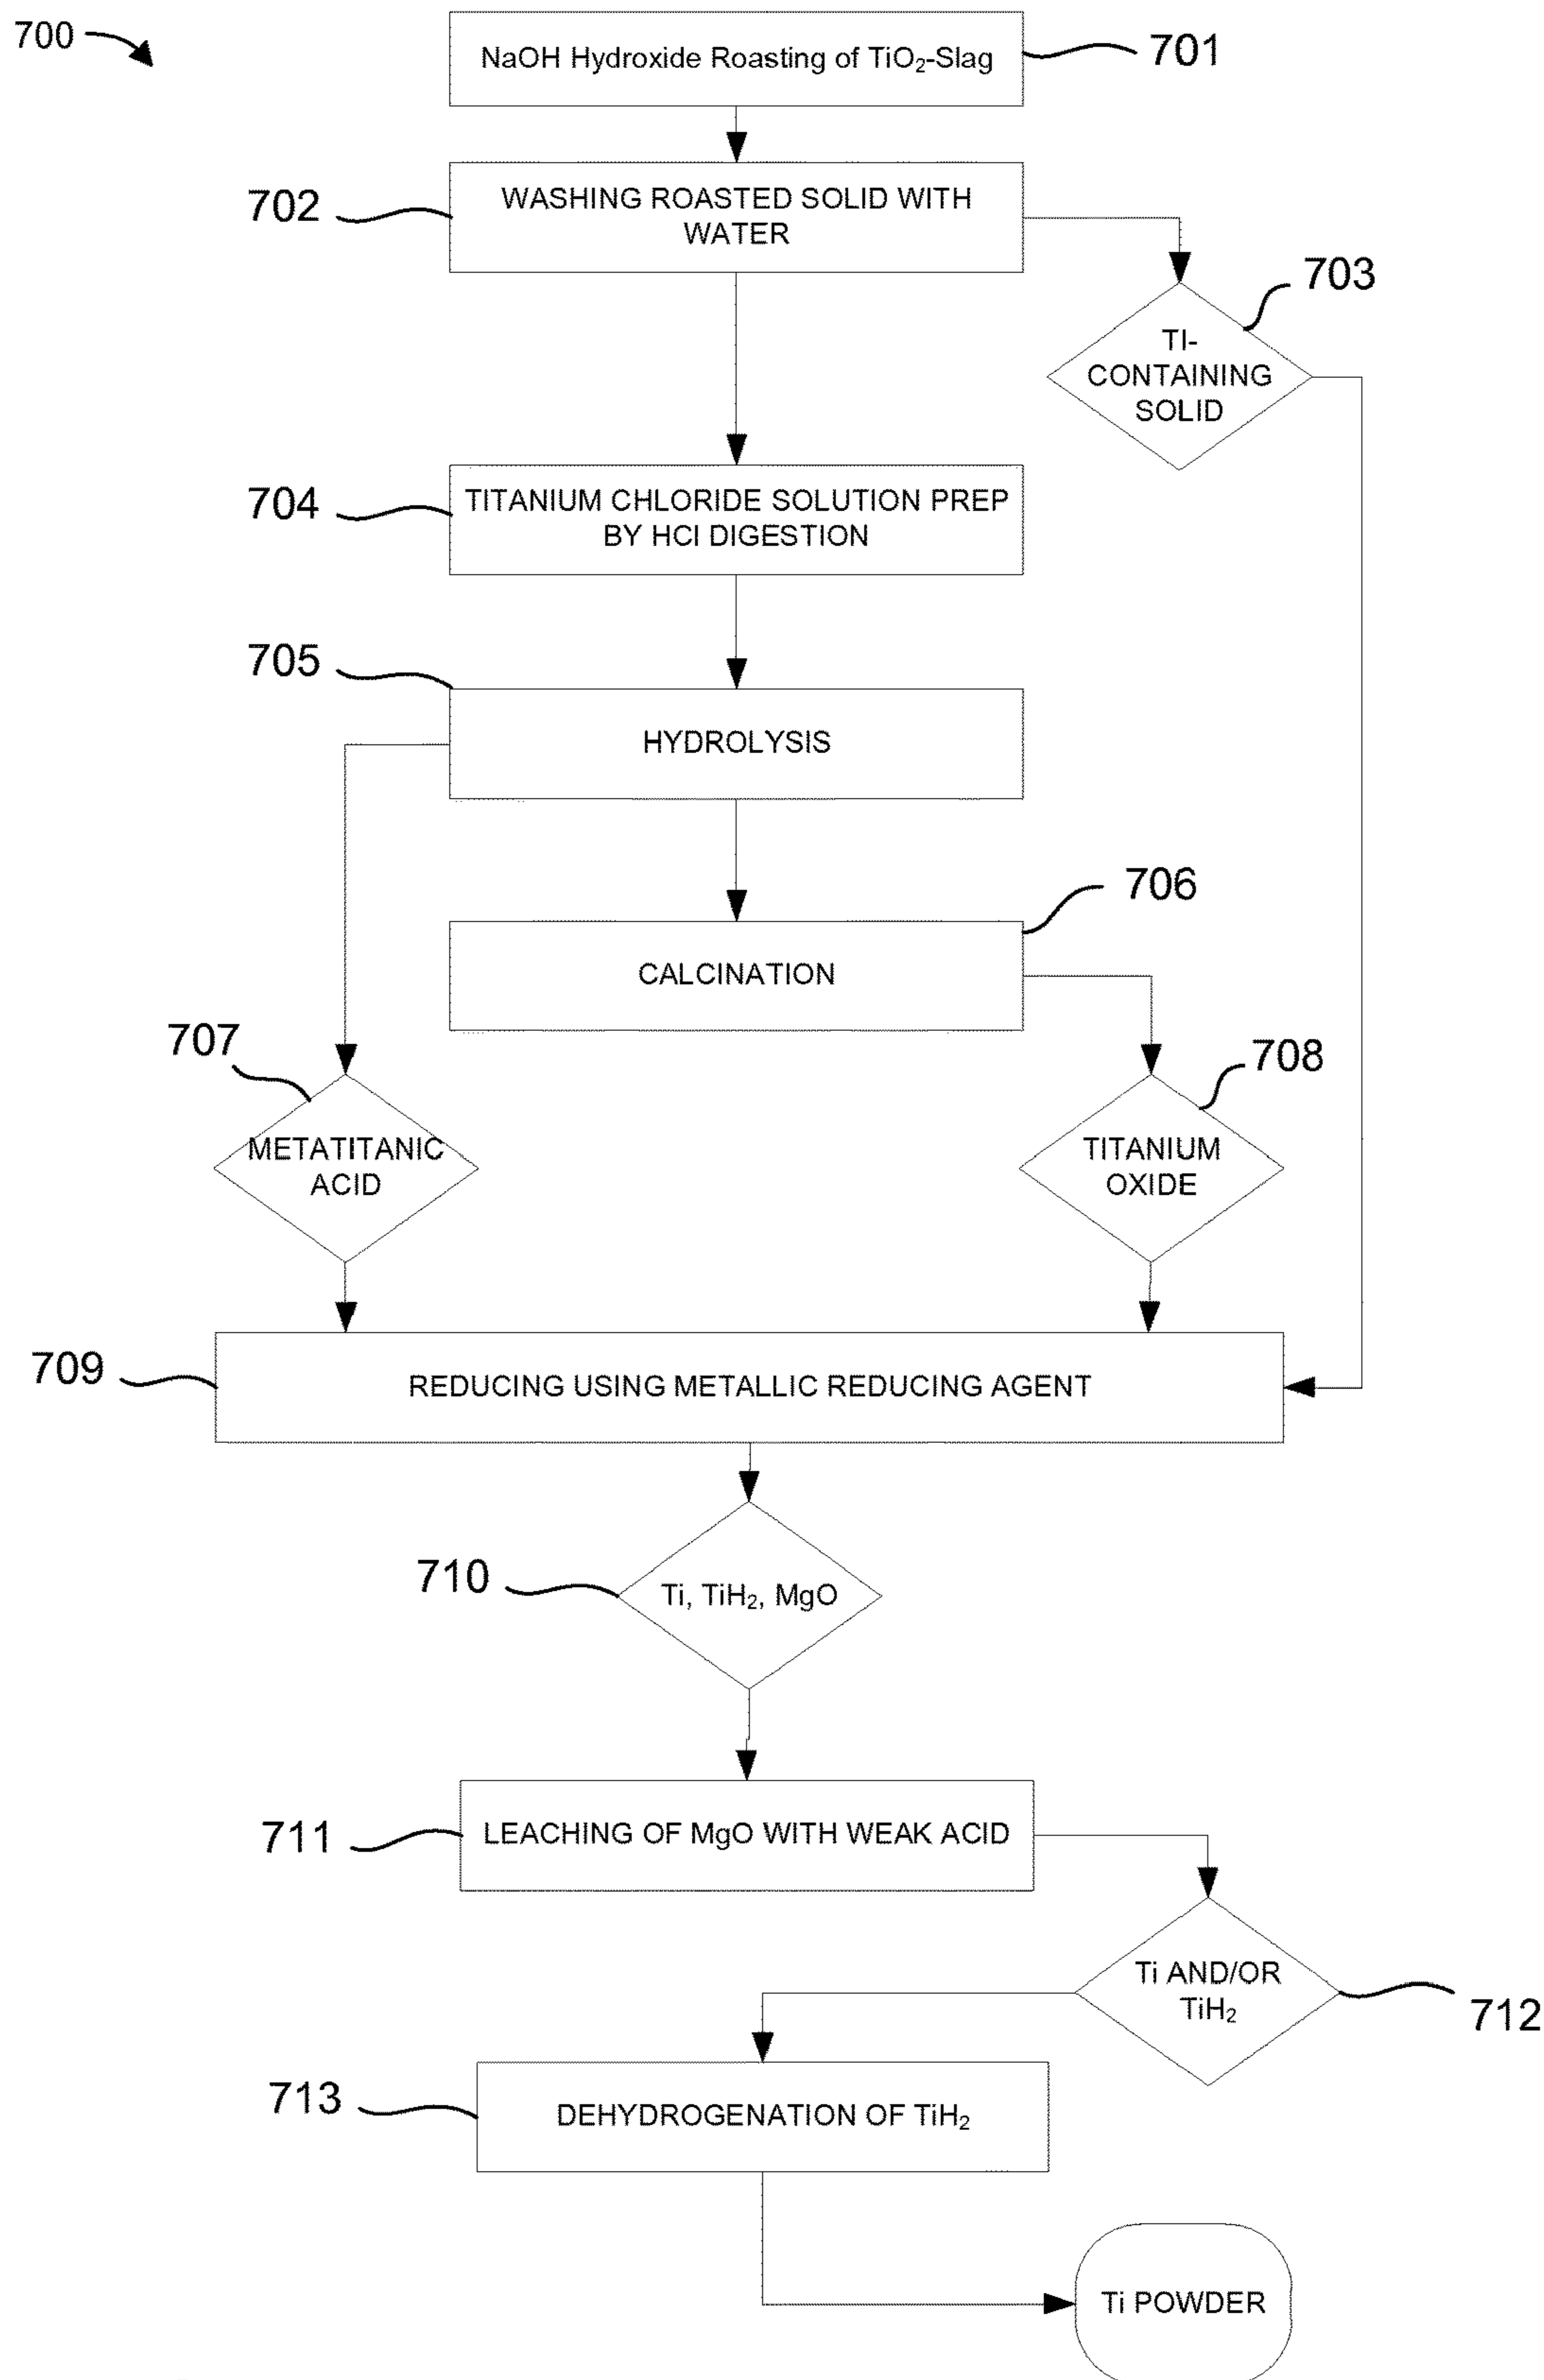 700
NaOH Hydroxide Roasting of TiO₂-Slag
701
702
WASHING ROASTED SOLID WITH
WATER
703
TI-
CONTAINING
SOLID
704
TITANIUM CHLORIDE SOLUTION PREP
BY HCl DIGESTION
705
HYDROLYSIS
706
CALCINATION
707
METATITANIC
ACID
708
TITANIUM
OXIDE
709
REDUCING USING METALLIC REDUCING AGENT
710
Ti, TiH₂, MgO
711
LEACHING OF MgO WITH WEAK ACID
Ti AND/OR
TiH₂
712
713
DEHYDROGENATION OF TiH₂
Ti POWDER